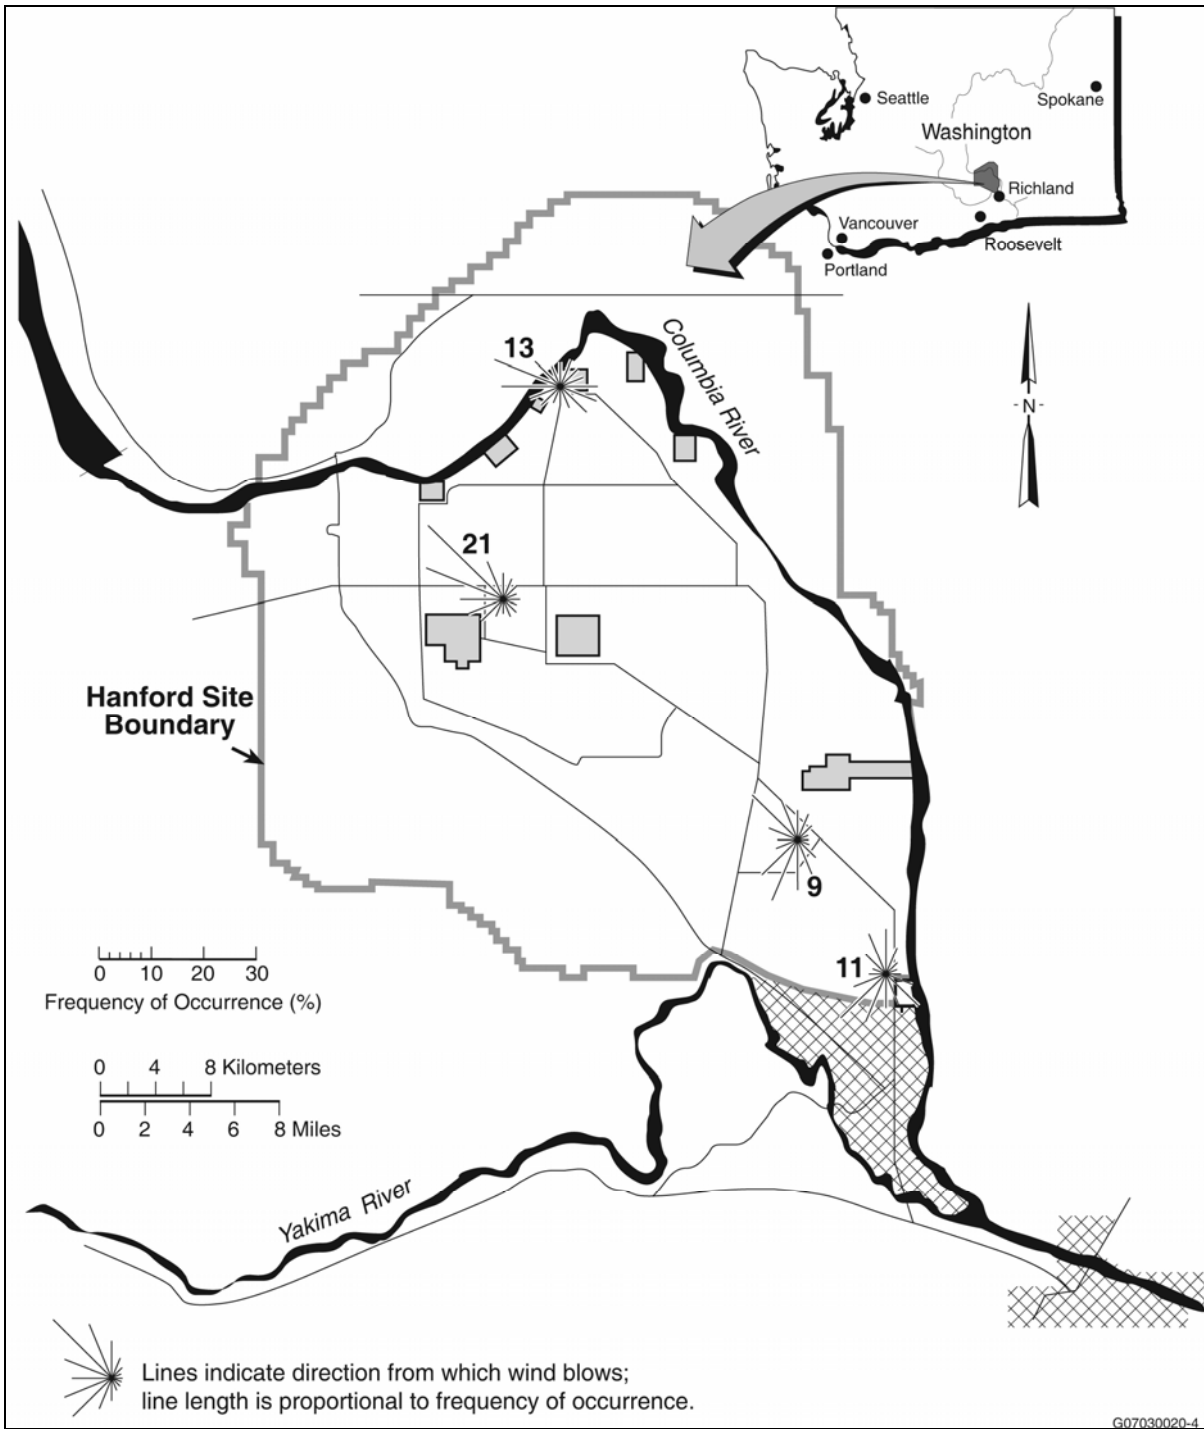 Seattle
Spokane
Washington
Richland
Vancouver
Roosevelt
Portland
Columbia River
13
-N-
21
Hanford Site
Boundary
9
11
0 10 20 30
Frequency of Occurrence (%)
0 4 8 Kilometers
0 2 4 6 8 Miles
Yakima River
Lines indicate direction from which wind blows;
line length is proportional to frequency of occurrence.
G07030020-4